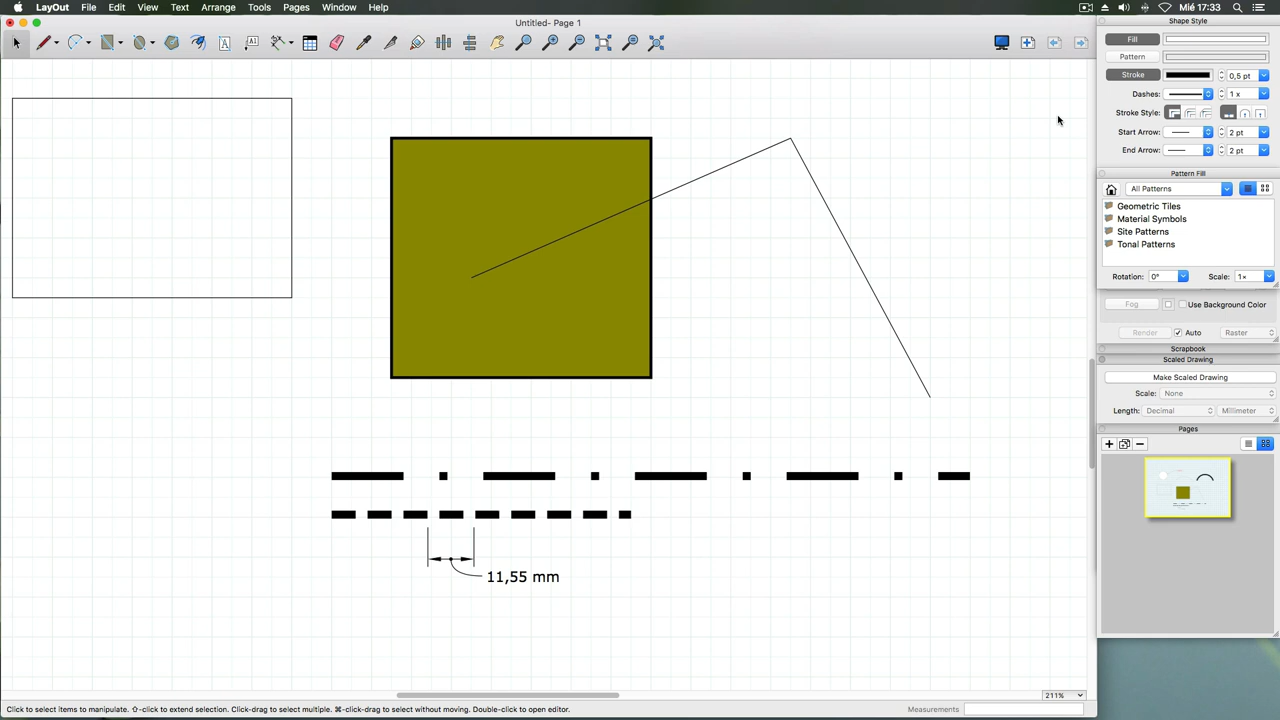 LayOut File Edit View Text Arrange Tools Pages Window Help
Mié 17:33
Untitled- Page 1
Shape Style
Fill
Pattern
Stroke 0,5 pt
Dashes: 1 x
Stroke Style:
Start Arrow: 2 pt
End Arrow: 2 pt
Pattern Fill
All Patterns
Geometric Tiles
Material Symbols
Site Patterns
Tonal Patterns
Rotation: 0° Scale: 1x
Fog Use Background Color
Render Auto Raster
Scrapbook
Scaled Drawing
Make Scaled Drawing
Scale: None
Length: Decimal Millimeter
Pages
11,55 mm
211%
Click to select items to manipulate. ⇧-click to extend selection. Click-drag to select multiple. ⌘-click-drag to select without moving. Double-click to open editor.
Measurements